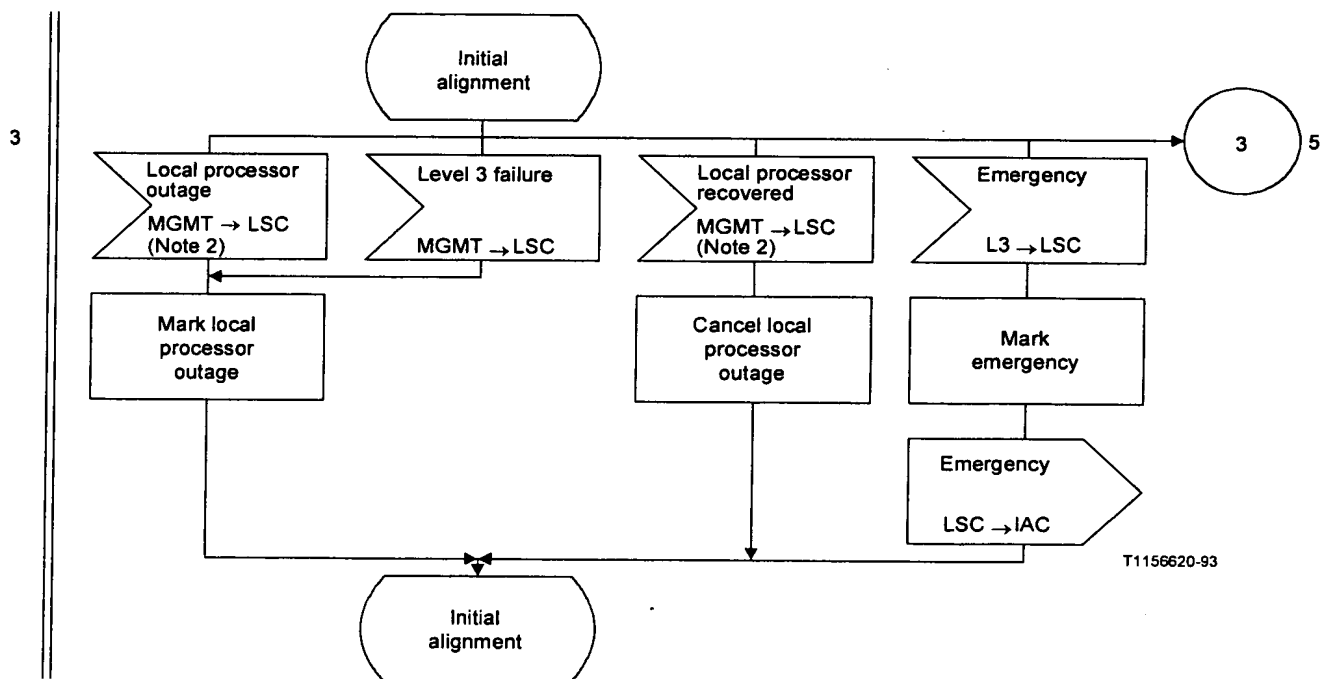 Initial
alignment
3
3
5
Local processor
outage
MGMT → LSC
(Note 2)
Level 3 failure
MGMT → LSC
Local processor
recovered
MGMT → LSC
(Note 2)
Emergency
L3 → LSC
Mark local
processor
outage
Cancel local
processor
outage
Mark
emergency
Emergency
LSC → IAC
T1156620-93
Initial
alignment